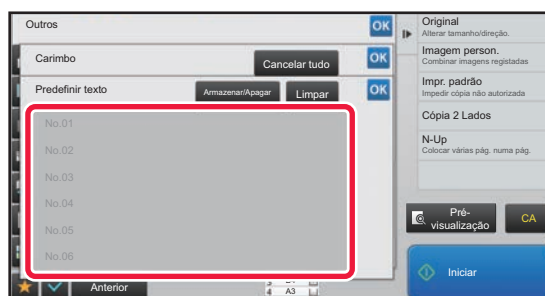 Outros
OK
Carimbo
Cancelar tudo
OK
Predefinir texto
Armazenar/Apagar
Limpar
OK
No.01
No.02
No.03
No.04
No.05
No.06
Anterior
4 A3
Original
Alterar tamanho/direção.
Imagem person.
Combinar imagens registadas
Impr. padrão
Impedir cópia não autorizada
Cópia 2 Lados
N-Up
Colocar várias pág. numa pág.
Pré-
visualização
CA
Iniciar